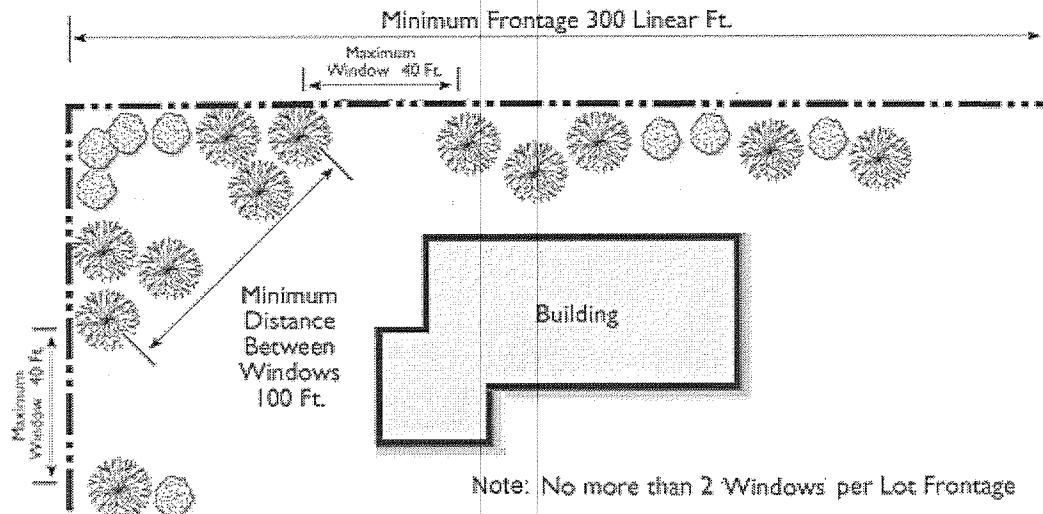 Minimum Frontage 300 Linear Ft.
Maximum
Window 40 Ft.
Minimum
Distance
Between
Windows
100 Ft.
Building
Maximum
Window 40 Ft.
Note: No more than 2 'Windows' per Lot Frontage